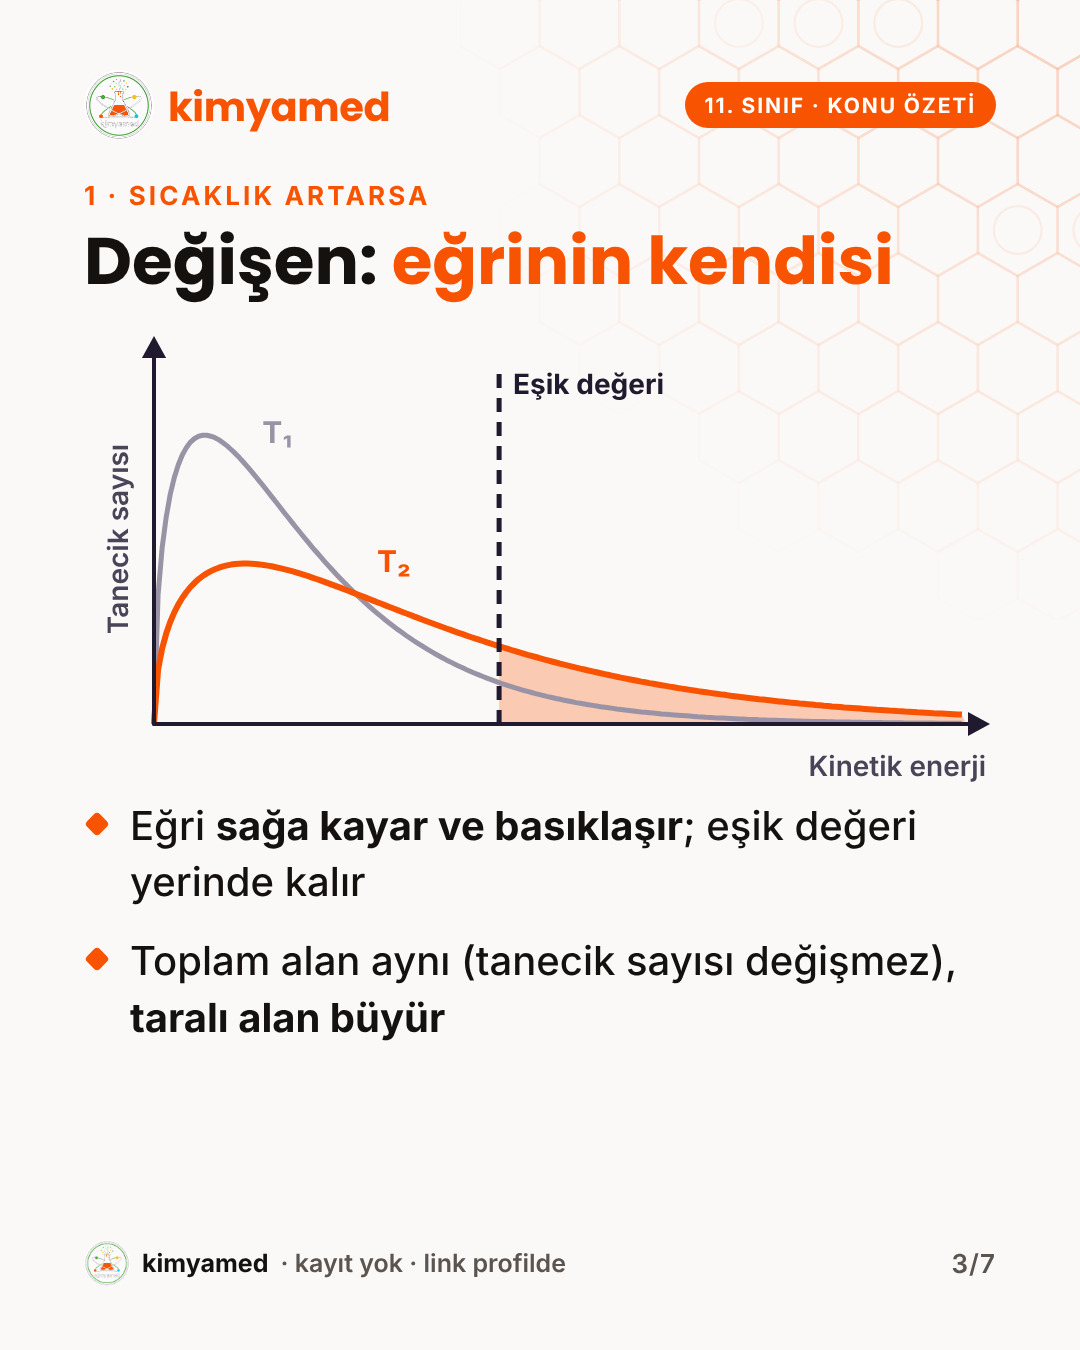 kimyamed
11. SINIF · KONU ÖZETİ
1 · SICAKLIK ARTARSA
Değişen: eğrinin kendisi
Eşik değeri
T₁
T₂
Tanecik sayısı
Kinetik enerji
Eğri sağa kayar ve basıklaşır; eşik değeri
yerinde kalır
Toplam alan aynı (tanecik sayısı değişmez),
taralı alan büyür
kimyamed · kayıt yok · link profilde
3/7